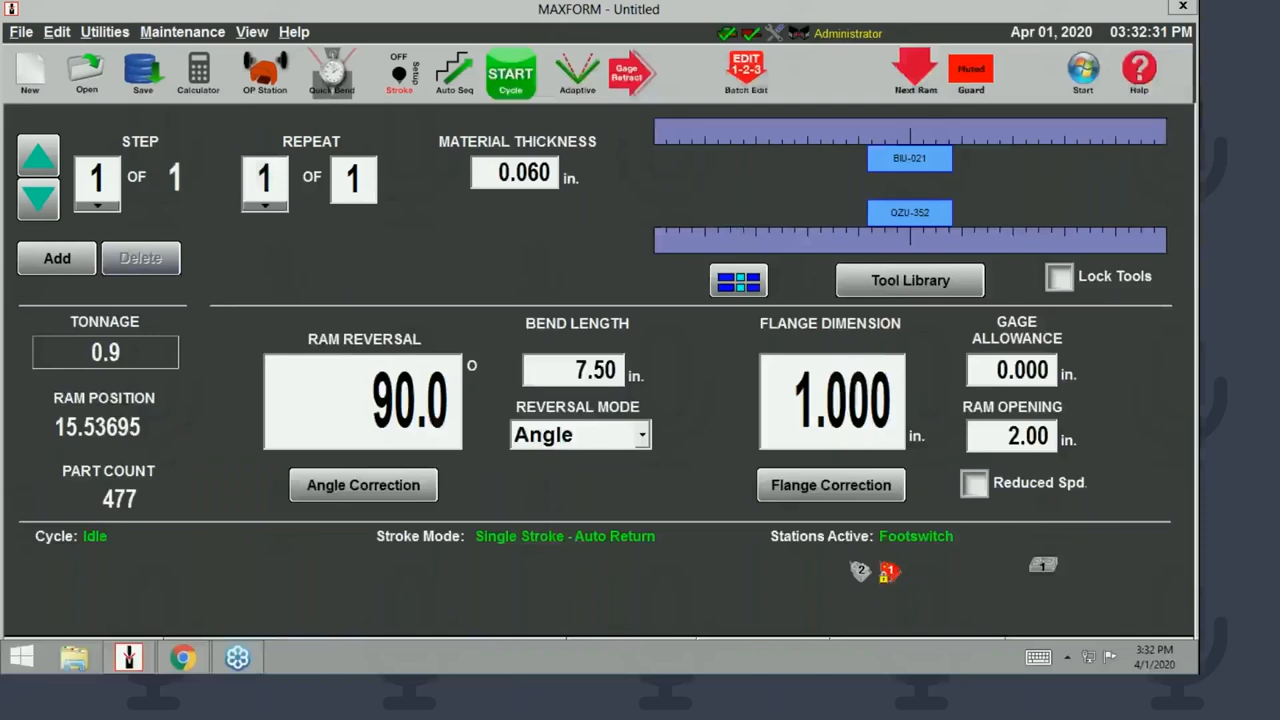 MAXFORM - Untitled
x
File Edit Utilities Maintenance View Help
Administrator
Apr 01, 2020 03:32:31 PM
New
Open
Save
Calculator
OP Station
Quick Bend
OFF
Setup
Stroke
Auto Seq
START
Cycle
Adaptive
Gage
Retract
EDIT
1-2-3
Batch Edit
Next Ram
Muted
Guard
Start
?
Help
STEP
1 OF 1
REPEAT
1 OF 1
MATERIAL THICKNESS
0.060 in.
BIU-021
QZU-352
Add
Delete
Tool Library
Lock Tools
TONNAGE
0.9
RAM POSITION
15.53695
PART COUNT
477
RAM REVERSAL
90.0 O
Angle Correction
BEND LENGTH
7.50 in.
REVERSAL MODE
Angle
FLANGE DIMENSION
1.000 in.
Flange Correction
GAGE
ALLOWANCE
0.000 in.
RAM OPENING
2.00 in.
Reduced Spd.
Cycle: Idle
Stroke Mode: Single Stroke - Auto Return
Stations Active: Footswitch
2
1
1
3:32 PM
4/1/2020